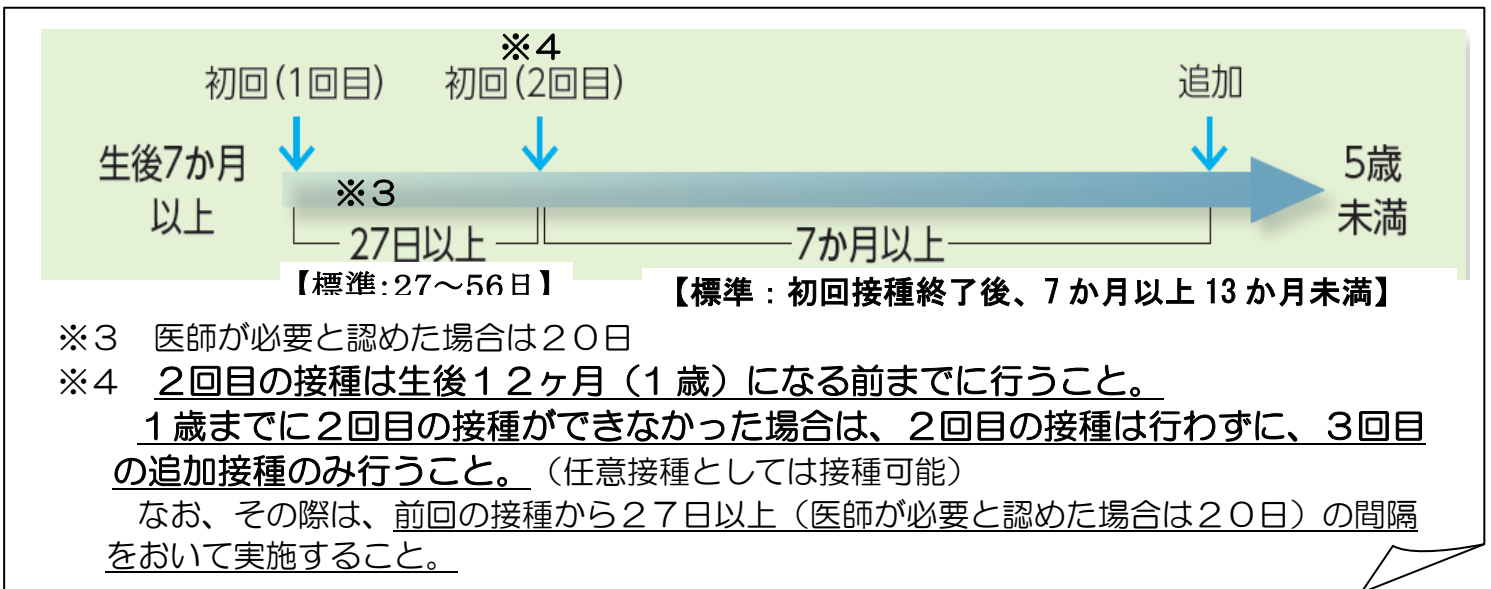 ※4
初回(1回目) 初回(2回目) 追加
生後7か月
以上
※3
5歳
未満
27日以上
7か月以上
【標準:27～56日】
【標準：初回接種終了後、7か月以上13か月未満】
※３　医師が必要と認めた場合は２０日
※４　２回目の接種は生後１２ヶ月（１歳）になる前までに行うこと。
１歳までに２回目の接種ができなかった場合は、２回目の接種は行わずに、３回目
の追加接種のみ行うこと。（任意接種としては接種可能）
なお、その際は、前回の接種から２７日以上（医師が必要と認めた場合は２０日）の間隔
をおいて実施すること。